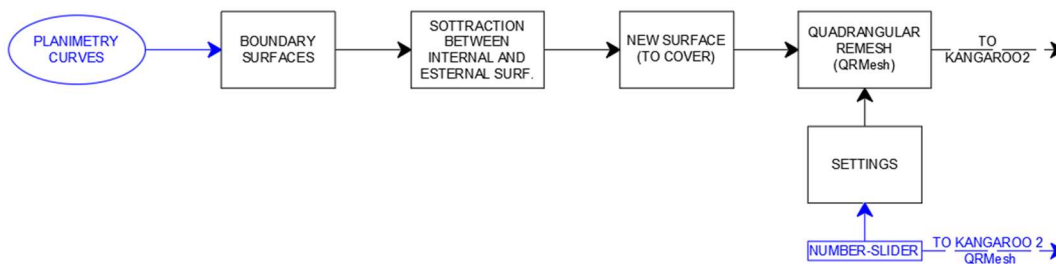 PLANIMETRY
CURVES
BOUNDARY
SURFACES
SOTTRACTION
BETWEEN
INTERNAL AND
ESTERNAL SURF.
NEW SURFACE
(TO COVER)
QUADRANGULAR
REMESH
(QRMesh)
TO
KANGAROO2
SETTINGS
NUMBER-SLIDER
TO KANGAROO 2
QRMesh